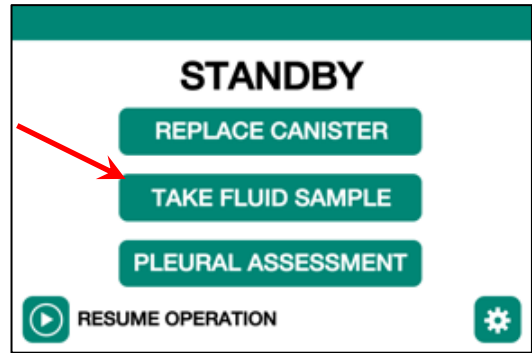 STANDBY
REPLACE CANISTER
TAKE FLUID SAMPLE
PLEURAL ASSESSMENT
RESUME OPERATION